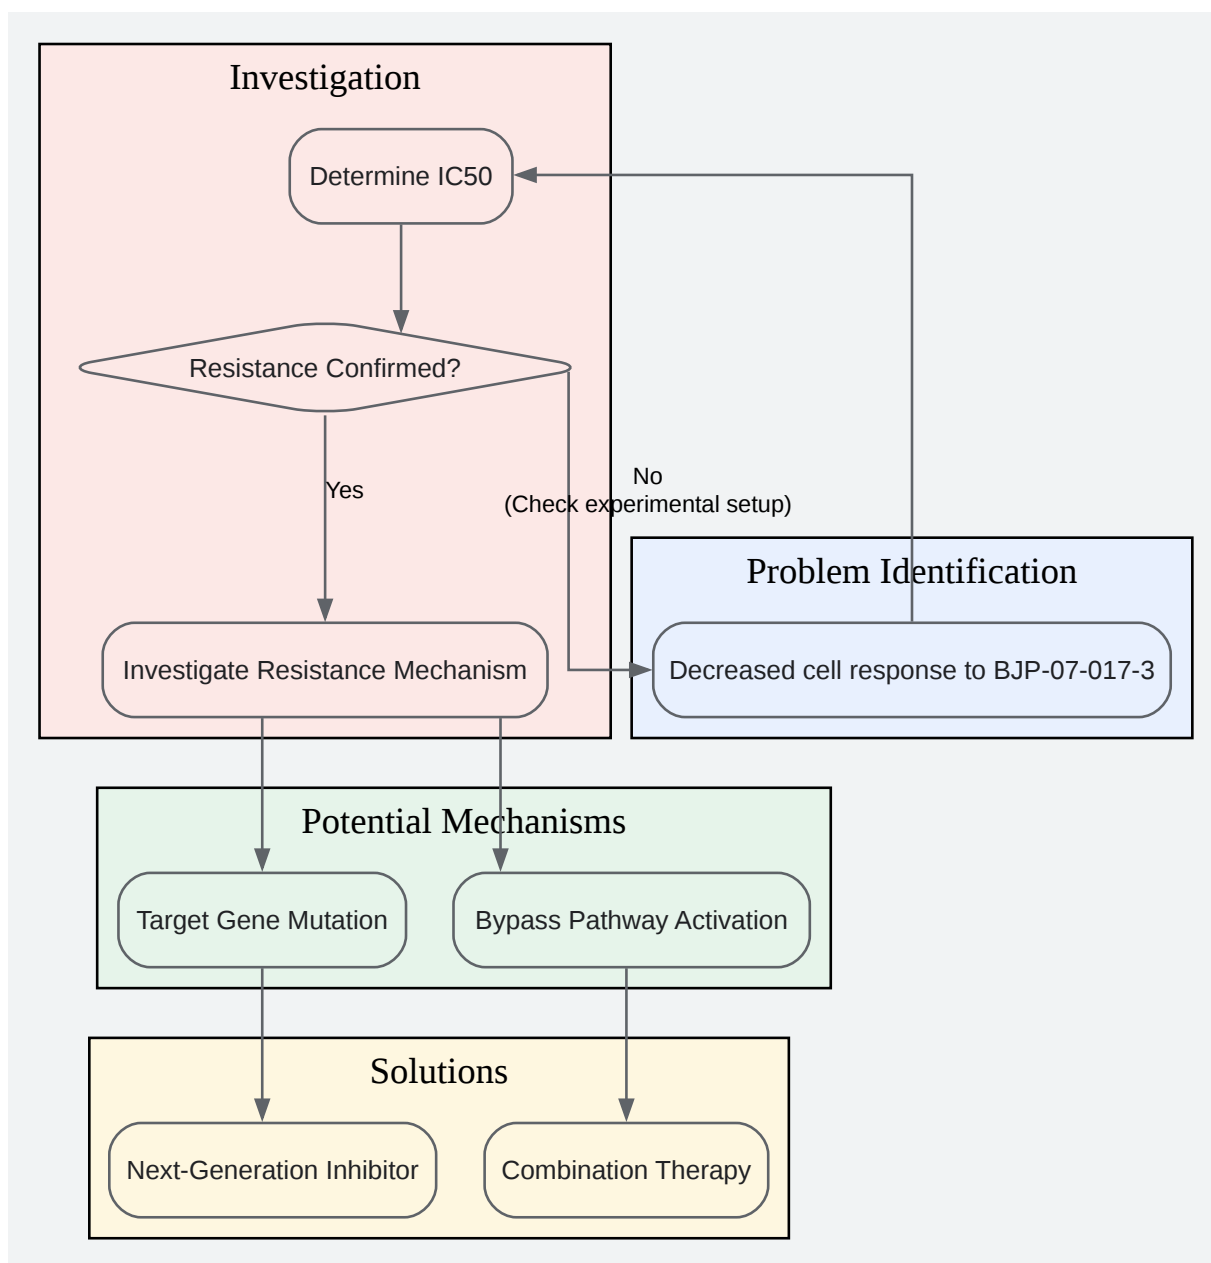 Investigation
Determine IC50
Resistance Confirmed?
Yes
No
(Check experimental setup)
Problem Identification
Investigate Resistance Mechanism
Decreased cell response to BJP-07-017-3
Potential Mechanisms
Target Gene Mutation
Bypass Pathway Activation
Solutions
Next-Generation Inhibitor
Combination Therapy